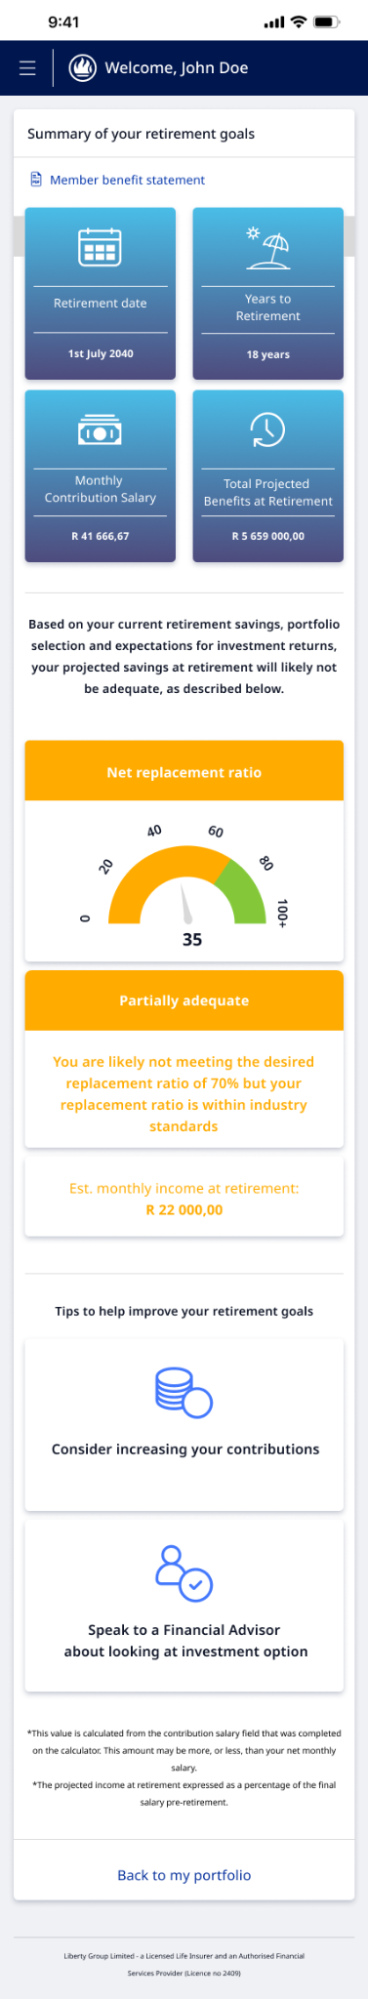 9:41
Welcome, John Doe
Summary of your retirement goals
Member benefit statement
Retirement date
1st July 2040
Years to
Retirement
18 years
Monthly
Contribution Salary
R 41 666,67
Total Projected
Benefits at Retirement
R 5 659 000,00
Based on your current retirement savings, portfolio
selection and expectations for investment returns,
your projected savings at retirement will likely not
be adequate, as described below.
Net replacement ratio
0
20
40
60
80
100+
35
Partially adequate
You are likely not meeting the desired
replacement ratio of 70% but your
replacement ratio is within industry
standards
Est. monthly income at retirement:
R 22 000,00
Tips to help improve your retirement goals
Consider increasing your contributions
Speak to a Financial Advisor
about looking at investment option
*This value is calculated from the contribution salary field that was completed
on the calculator. This amount may be more, or less, than your net monthly
salary.
*The projected income at retirement expressed as a percentage of the final
salary pre-retirement.
Back to my portfolio
Liberty Group Limited - a Licensed Life Insurer and an Authorised Financial
Services Provider (Licence no 2409)